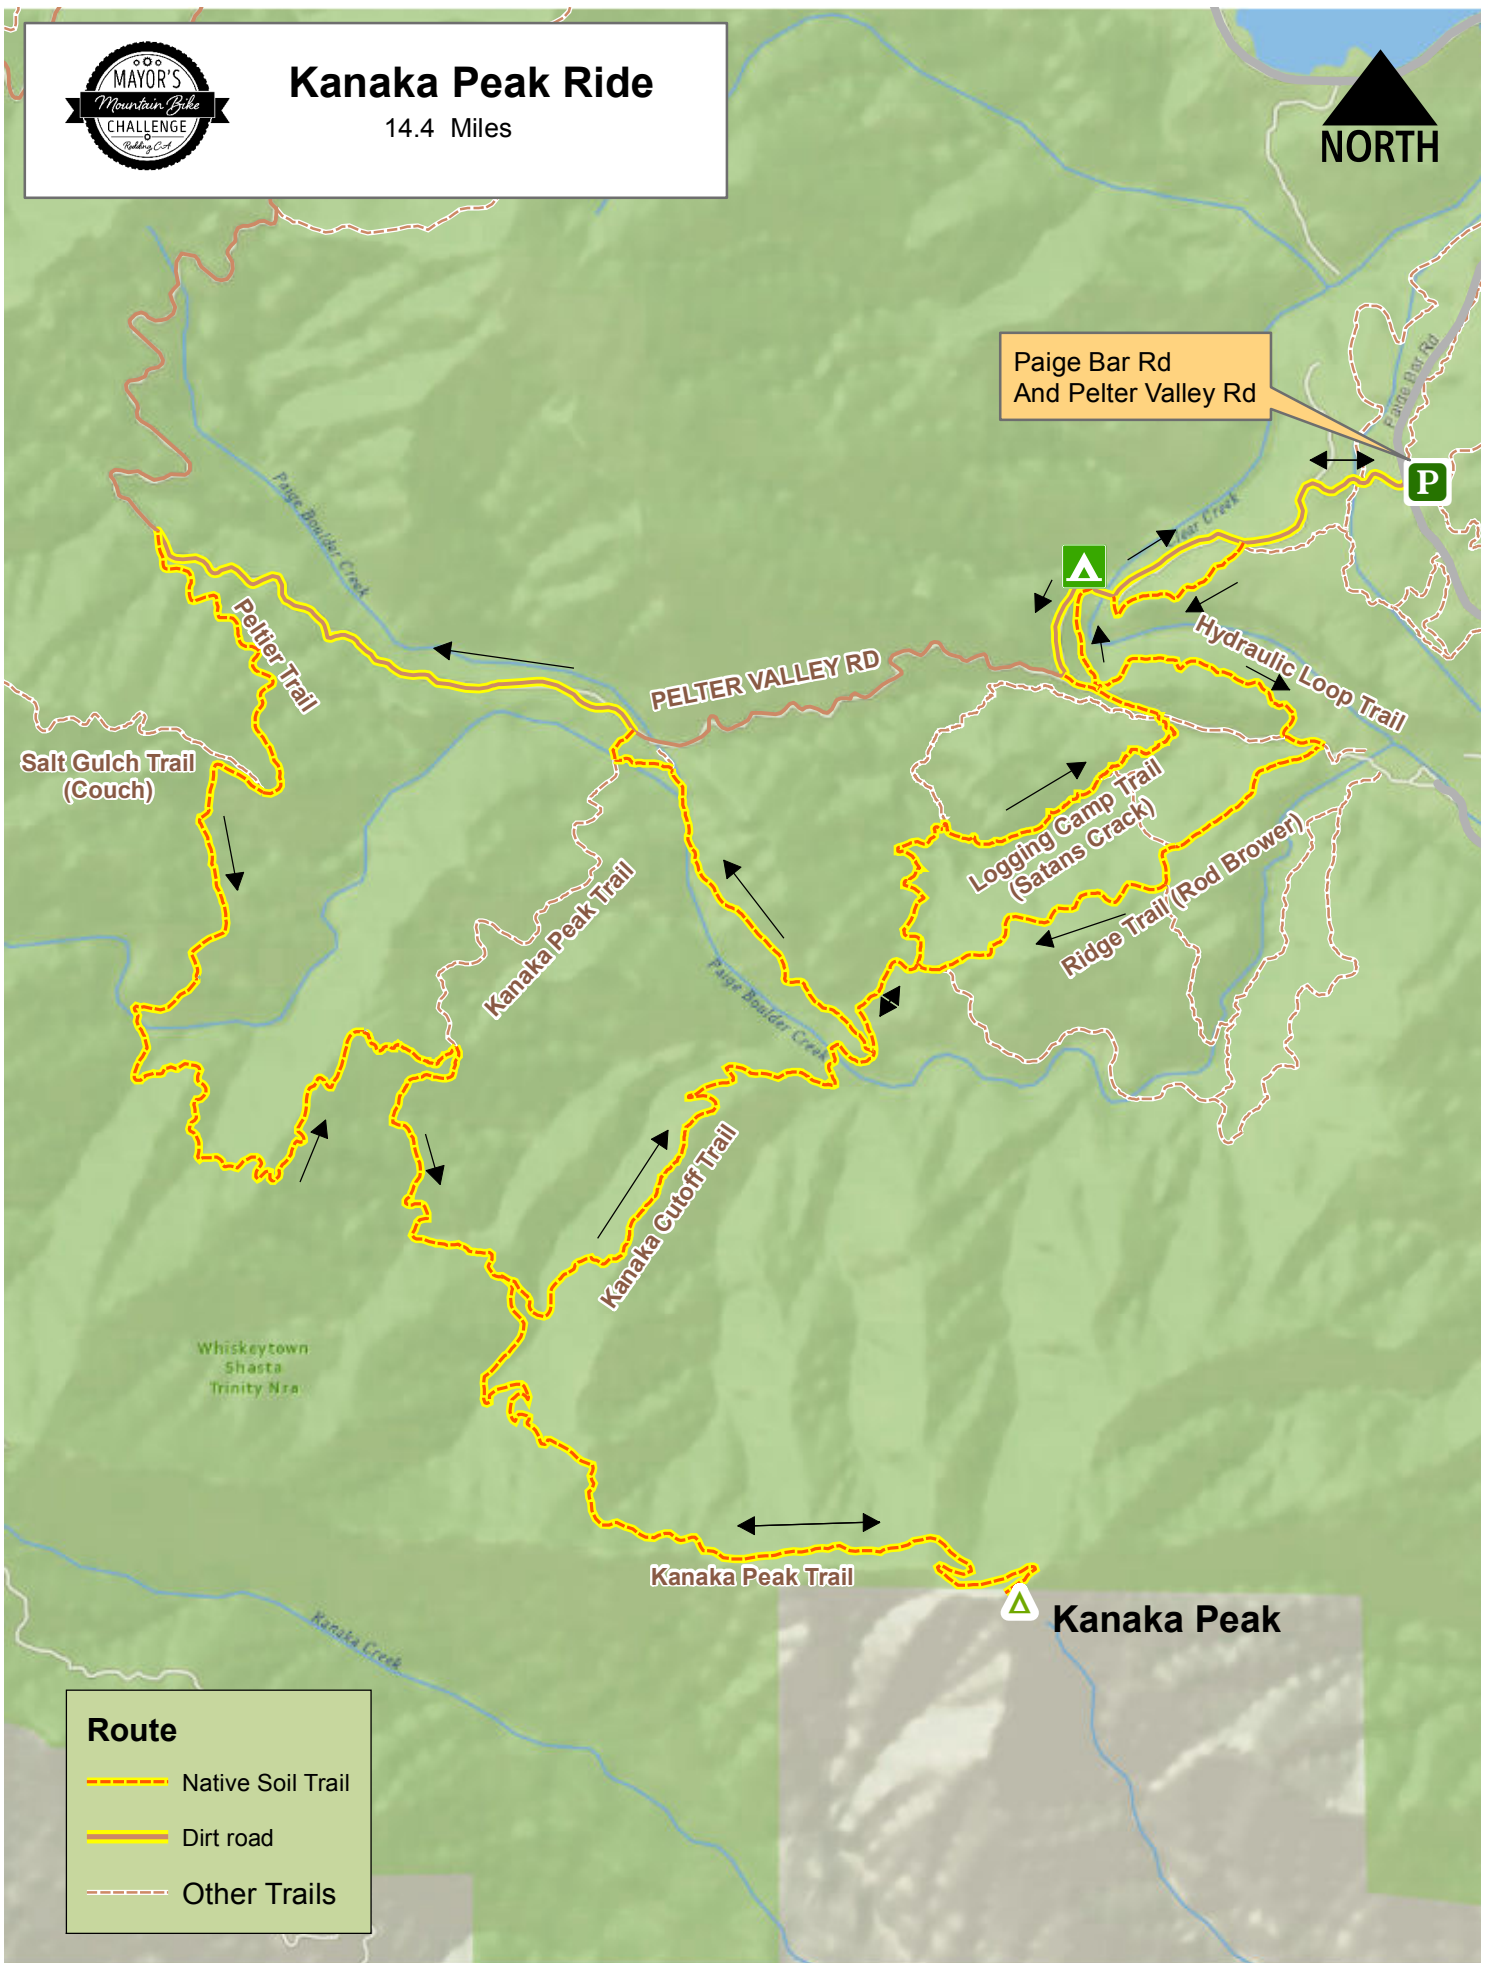 MAYOR'S
Mountain Bike
CHALLENGE
Redding CA
Kanaka Peak Ride
14.4 Miles
NORTH
Paige Bar Rd
And Pelter Valley Rd
Paige Bar Rd
P
Clear Creek
Paige Boulder Creek
Peltier Trail
Hydraulic Loop Trail
PELTER VALLEY RD
Salt Gulch Trail
(Couch)
Logging Camp Trail
(Satans Crack)
Ridge Trail (Rod Brower)
Kanaka Peak Trail
Paige Boulder Creek
Kanaka Cutoff Trail
Whiskeytown
Shasta
Trinity Nra
Kanaka Peak Trail
Kanaka Peak
Kanaka Creek
Route
Native Soil Trail
Dirt road
Other Trails